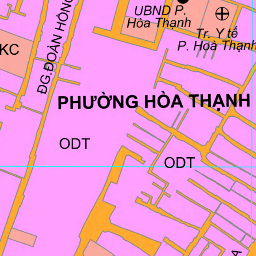 UBND P.
Hòa Thạnh
Tr. Y tế
P. Hoà Thạnh
KC
ĐG.ĐOÀN HỒNG
PHƯỜNG HÒA THẠNH
ODT
ODT